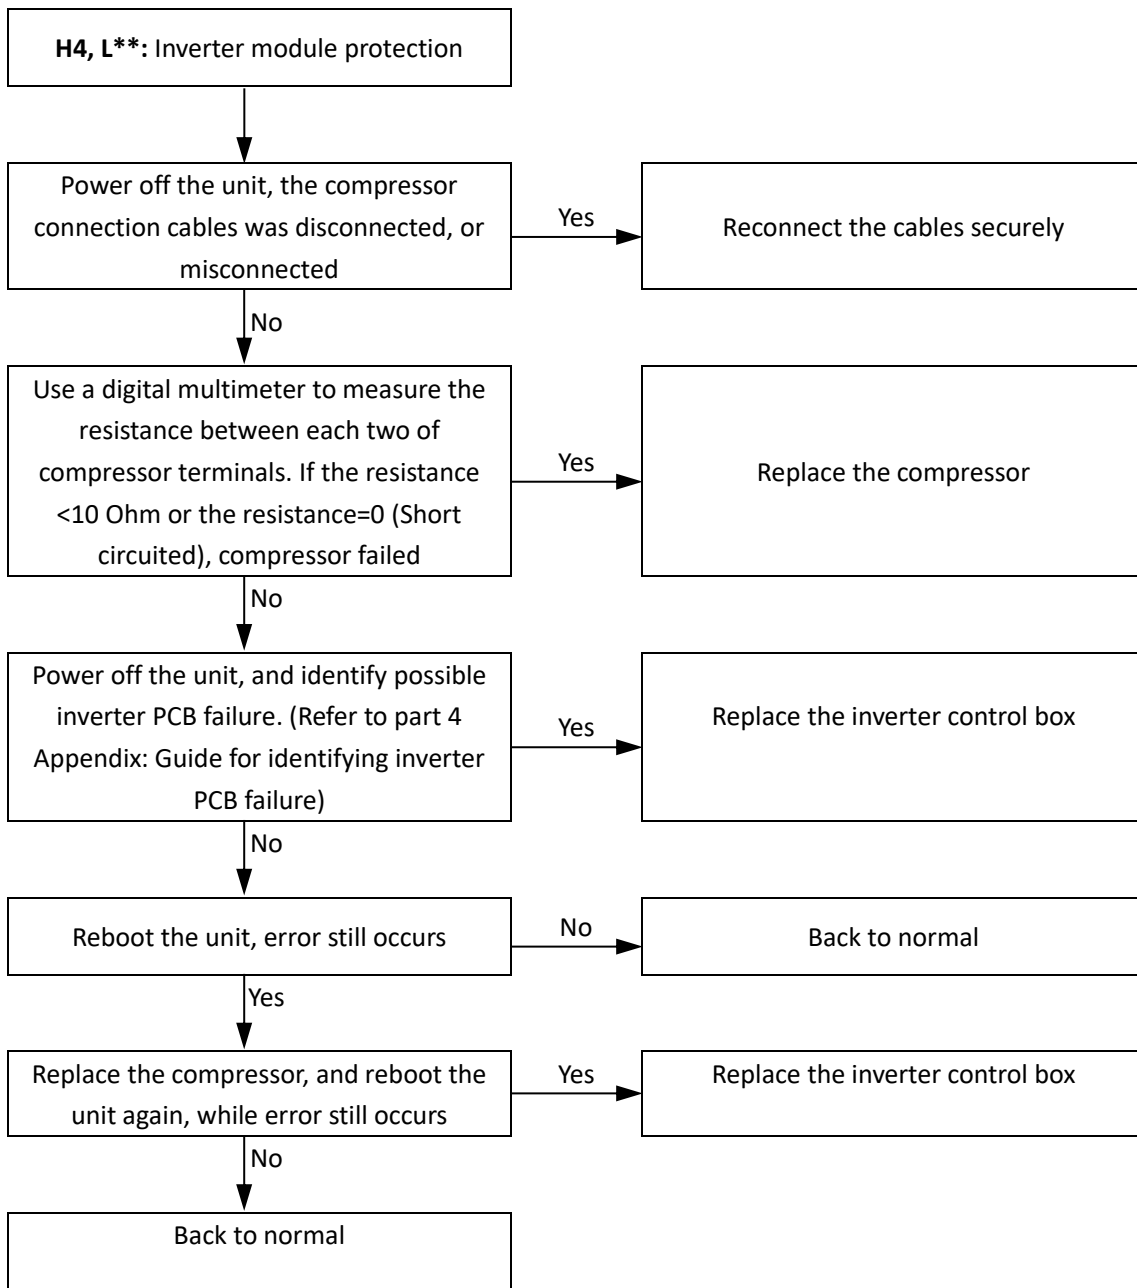 H4, L**: Inverter module protection
Power off the unit, the compressor
connection cables was disconnected, or
misconnected
Yes
Reconnect the cables securely
No
Use a digital multimeter to measure the
resistance between each two of
compressor terminals. If the resistance
<10 Ohm or the resistance=0 (Short
circuited), compressor failed
Yes
Replace the compressor
No
Power off the unit, and identify possible
inverter PCB failure. (Refer to part 4
Appendix: Guide for identifying inverter
PCB failure)
Yes
Replace the inverter control box
No
Reboot the unit, error still occurs
No
Back to normal
Yes
Replace the compressor, and reboot the
unit again, while error still occurs
Yes
Replace the inverter control box
No
Back to normal